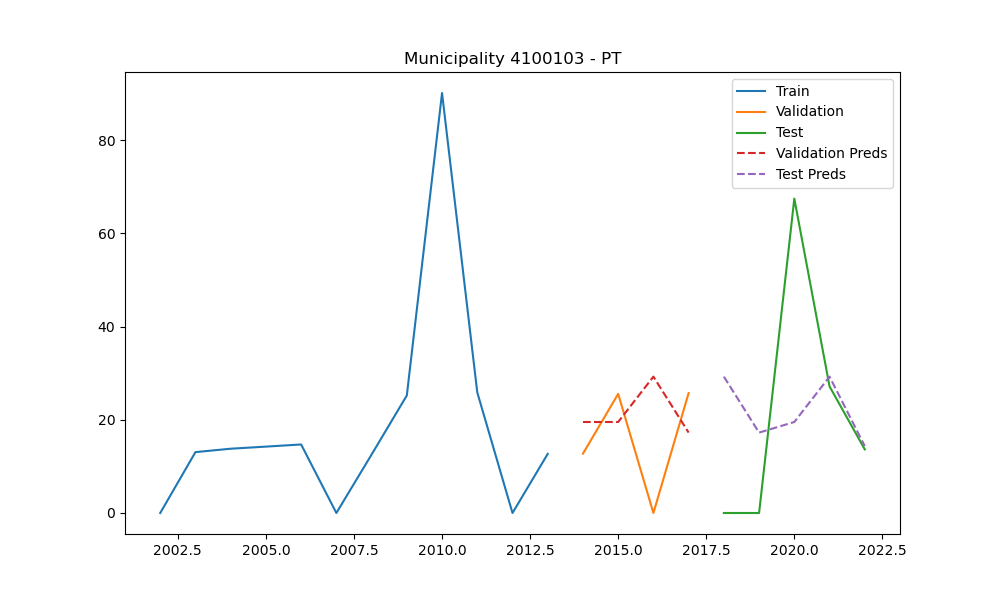 Municipality 4100103 - PT
Train
Validation
Test
Validation Preds
Test Preds
80
60
40
20
0
2002.5 2005.0 2007.5 2010.0 2012.5 2015.0 2017.5 2020.0 2022.5